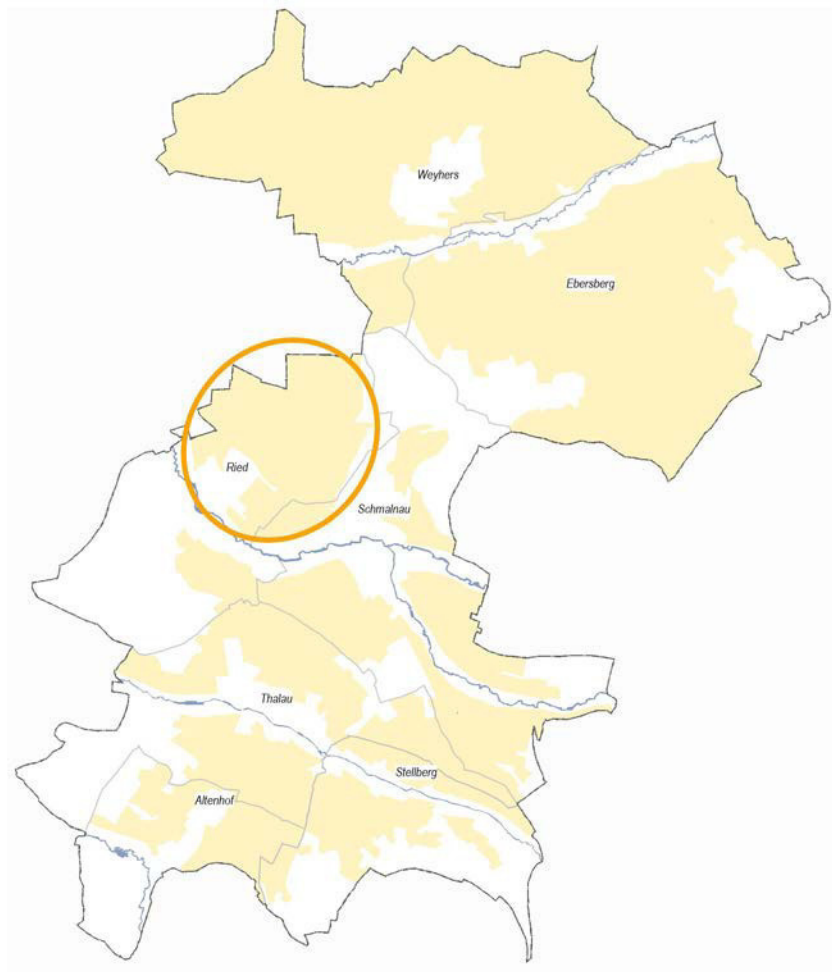 Weyhers
Ebersberg
Ried
Schmalnau
Thalau
Stellberg
Altenhof